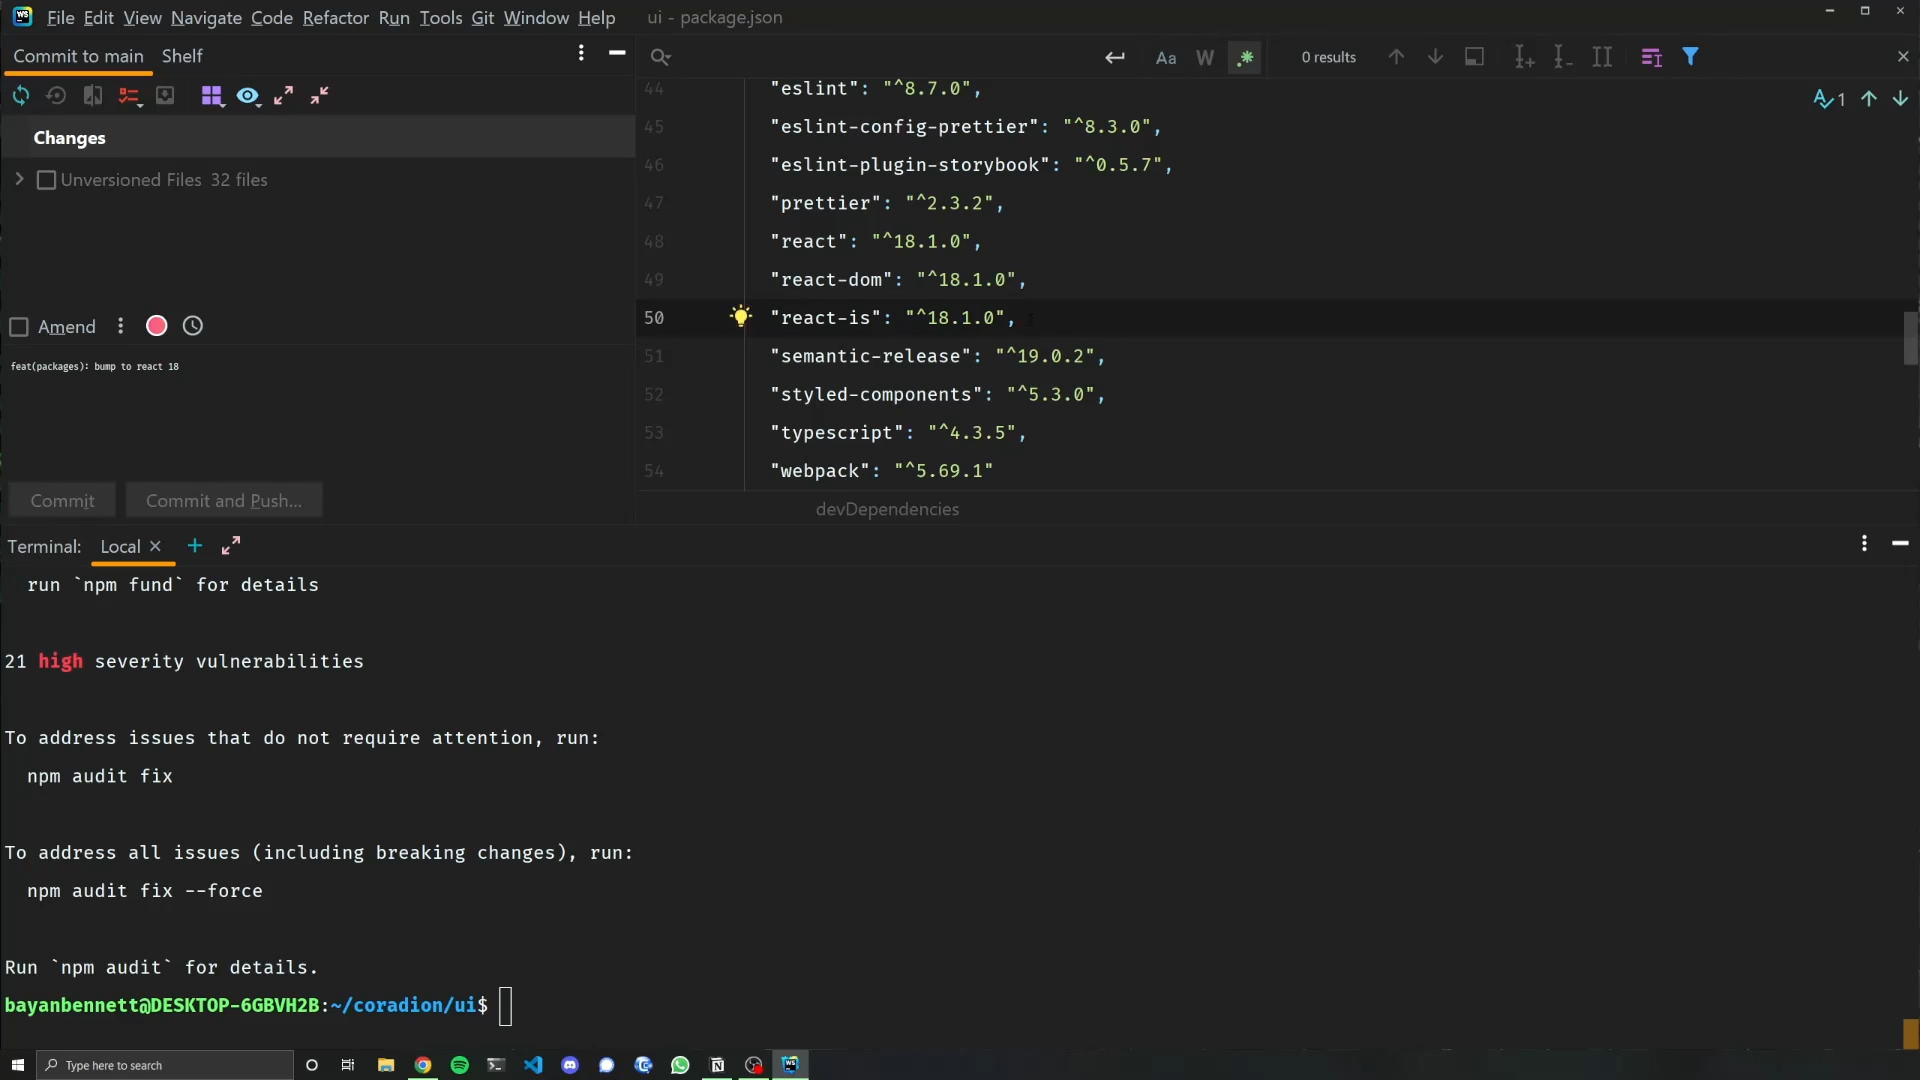 WS File Edit View Navigate Code Refactor Run Tools Git Window Help ui - package.json
Commit to main Shelf
Aa W 0 results
Changes
Unversioned Files 32 files
Amend
feat(packages): bump to react 18
Commit Commit and Push...
44 "eslint": "^8.7.0",
45 "eslint-config-prettier": "^8.3.0",
46 "eslint-plugin-storybook": "^0.5.7",
47 "prettier": "^2.3.2",
48 "react": "^18.1.0",
49 "react-dom": "^18.1.0",
50 "react-is": "^18.1.0",
51 "semantic-release": "^19.0.2",
52 "styled-components": "^5.3.0",
53 "typescript": "^4.3.5",
54 "webpack": "^5.69.1"
1
devDependencies
Terminal: Local
run `npm fund` for details
21 high severity vulnerabilities
To address issues that do not require attention, run:
npm audit fix
To address all issues (including breaking changes), run:
npm audit fix --force
Run `npm audit` for details.
bayanbennett@DESKTOP-6GBVH2B:~/coradion/ui$
Type here to search
WS